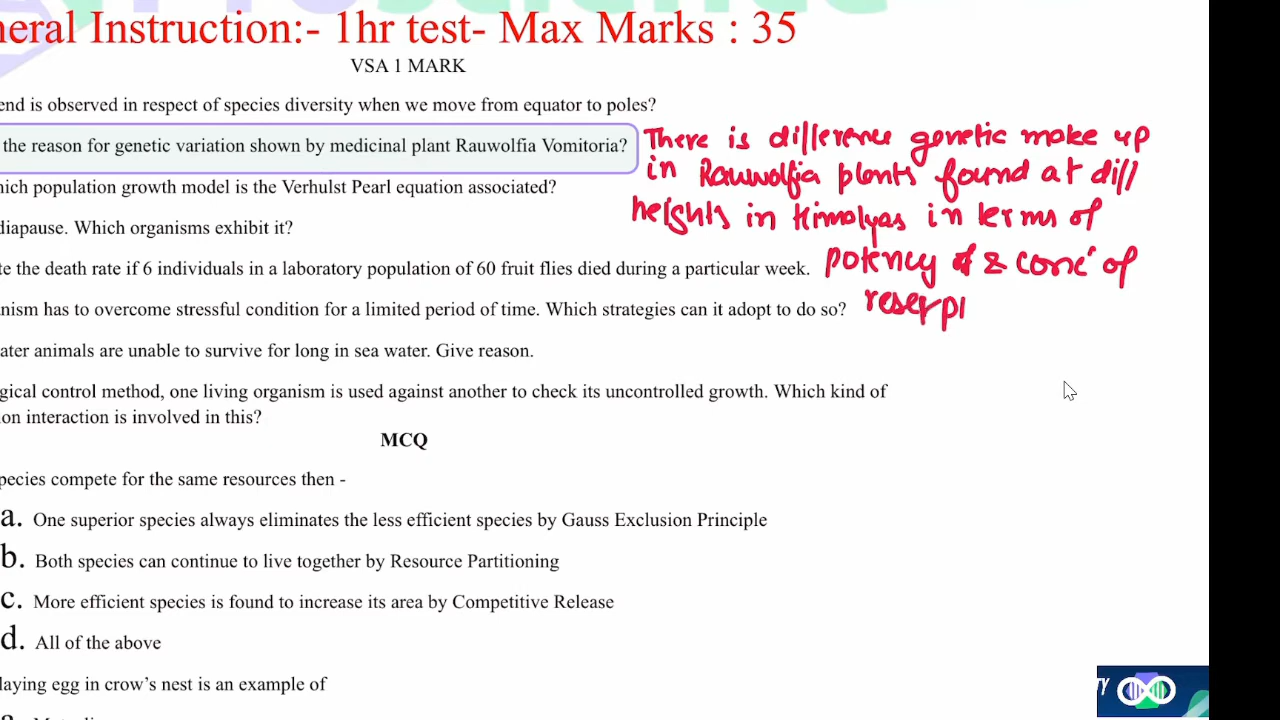 neral Instruction:- 1hr test- Max Marks : 35
VSA 1 MARK
end is observed in respect of species diversity when we move from equator to poles?
the reason for genetic variation shown by medicinal plant Rauwolfia Vomitoria?
There is difference genetic make up
in Rauwolfia plants found at diff
heights in Himalyas in terms of
potency & conc' of
reserpi
hich population growth model is the Verhulst Pearl equation associated?
diapause. Which organisms exhibit it?
te the death rate if 6 individuals in a laboratory population of 60 fruit flies died during a particular week.
nism has to overcome stressful condition for a limited period of time. Which strategies can it adopt to do so?
ater animals are unable to survive for long in sea water. Give reason.
gical control method, one living organism is used against another to check its uncontrolled growth. Which kind of
on interaction is involved in this?
MCQ
pecies compete for the same resources then -
a. One superior species always eliminates the less efficient species by Gauss Exclusion Principle
b. Both species can continue to live together by Resource Partitioning
c. More efficient species is found to increase its area by Competitive Release
d. All of the above
laying egg in crow's nest is an example of
TY